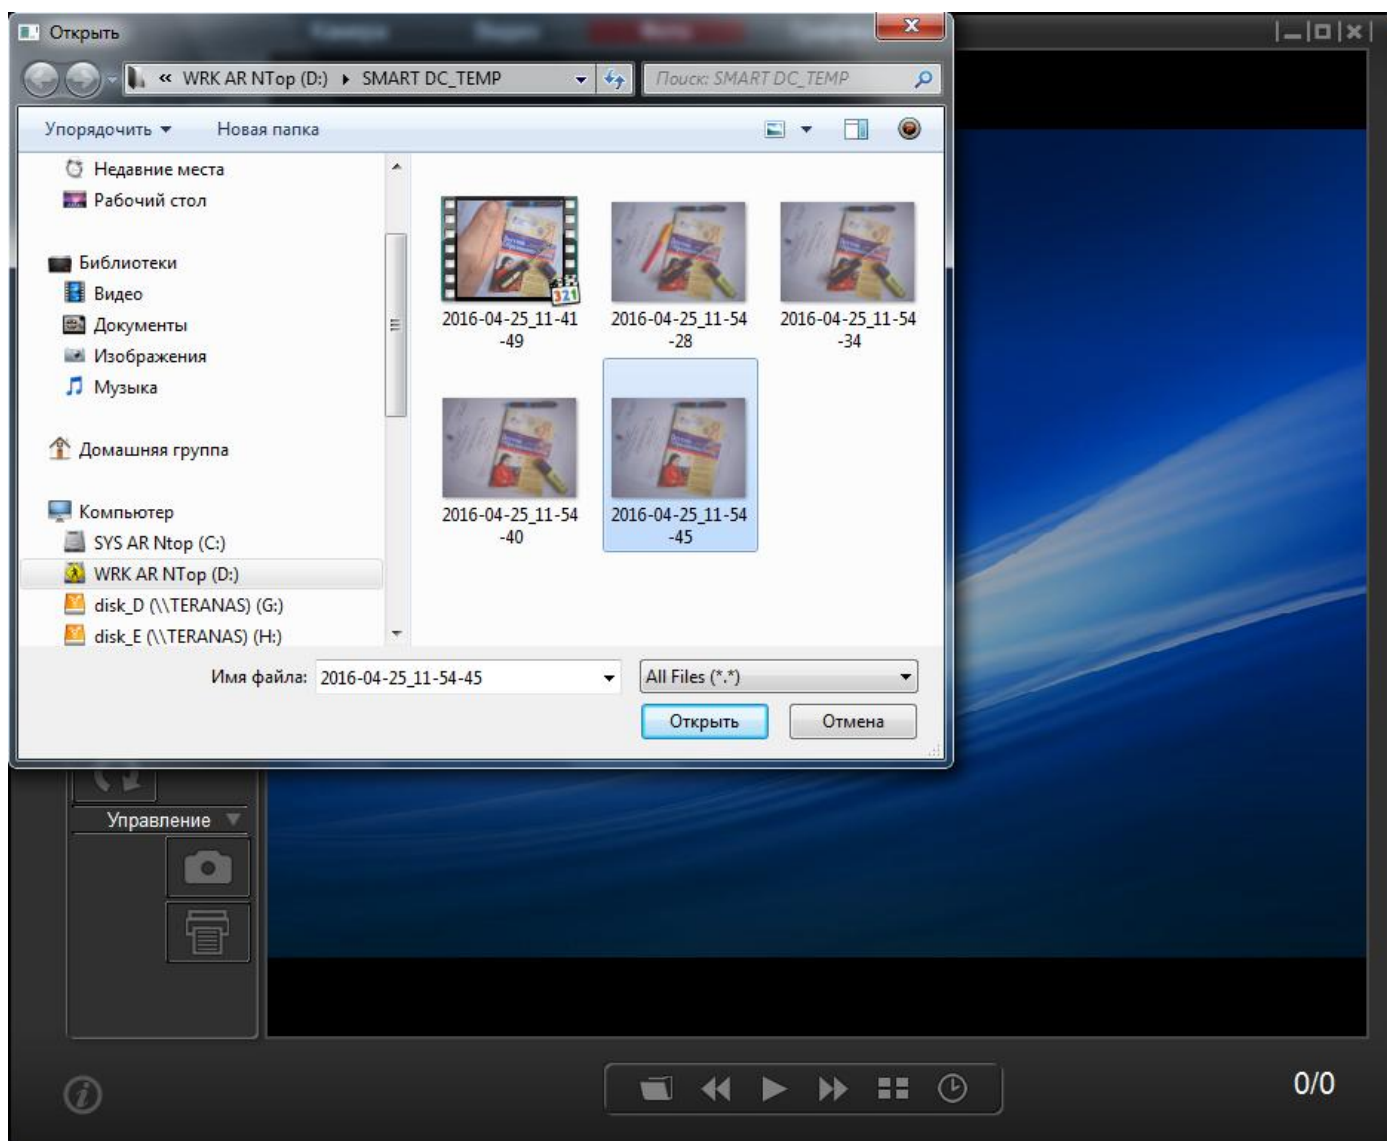 Открыть
« WRK AR NTop (D:) SMART DC_TEMP
Поиск: SMART DC_TEMP
Упорядочить
Новая папка
Недавние места
Рабочий стол
Библиотеки
Видео
Документы
Изображения
Музыка
Домашняя группа
Компьютер
SYS AR Ntop (C:)
WRK AR NTop (D:)
disk_D (\\TERANAS) (G:)
disk_E (\\TERANAS) (H:)
321
2016-04-25_11-41
-49
2016-04-25_11-54
-28
2016-04-25_11-54
-34
2016-04-25_11-54
-40
2016-04-25_11-54
-45
Имя файла: 2016-04-25_11-54-45
All Files (*.*)
Открыть
Отмена
Управление
0/0